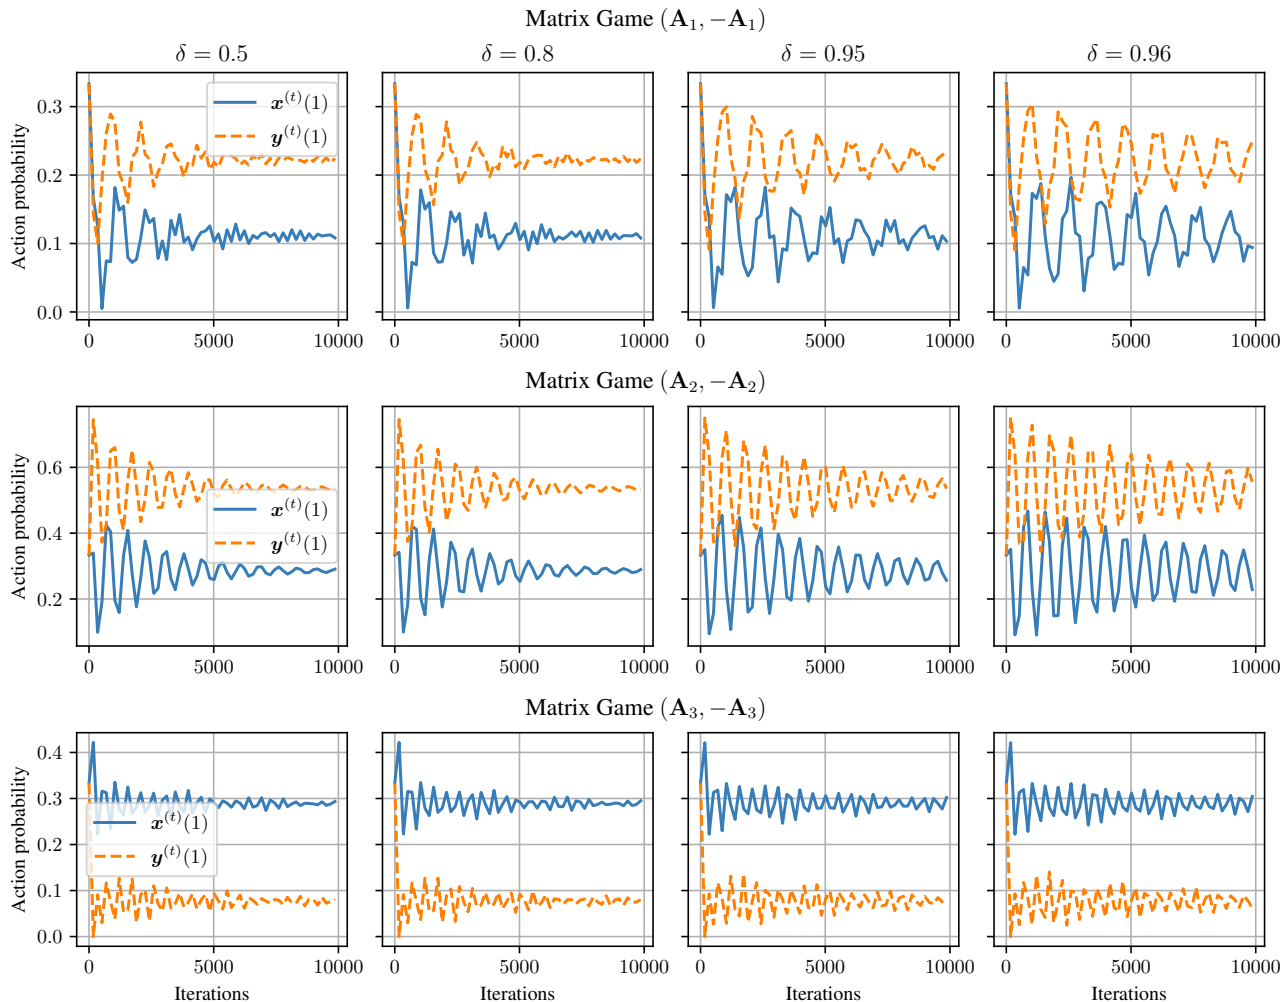 Matrix Game (A₁, −A₁)
δ = 0.5 δ = 0.8 δ = 0.95 δ = 0.96
Action probability
0.3
0.2
0.1
0.0
x⁽ᵗ⁾(1)
y⁽ᵗ⁾(1)
0 5000 10000 0 5000 10000 0 5000 10000 0 5000 10000
Matrix Game (A₂, −A₂)
Action probability
0.6
0.4
0.2
x⁽ᵗ⁾(1)
y⁽ᵗ⁾(1)
0 5000 10000 0 5000 10000 0 5000 10000 0 5000 10000
Matrix Game (A₃, −A₃)
Action probability
0.4
0.3
0.1
0.0
x⁽ᵗ⁾(1)
y⁽ᵗ⁾(1)
0 5000 10000 0 5000 10000 0 5000 10000 0 5000 10000
Iterations Iterations Iterations Iterations